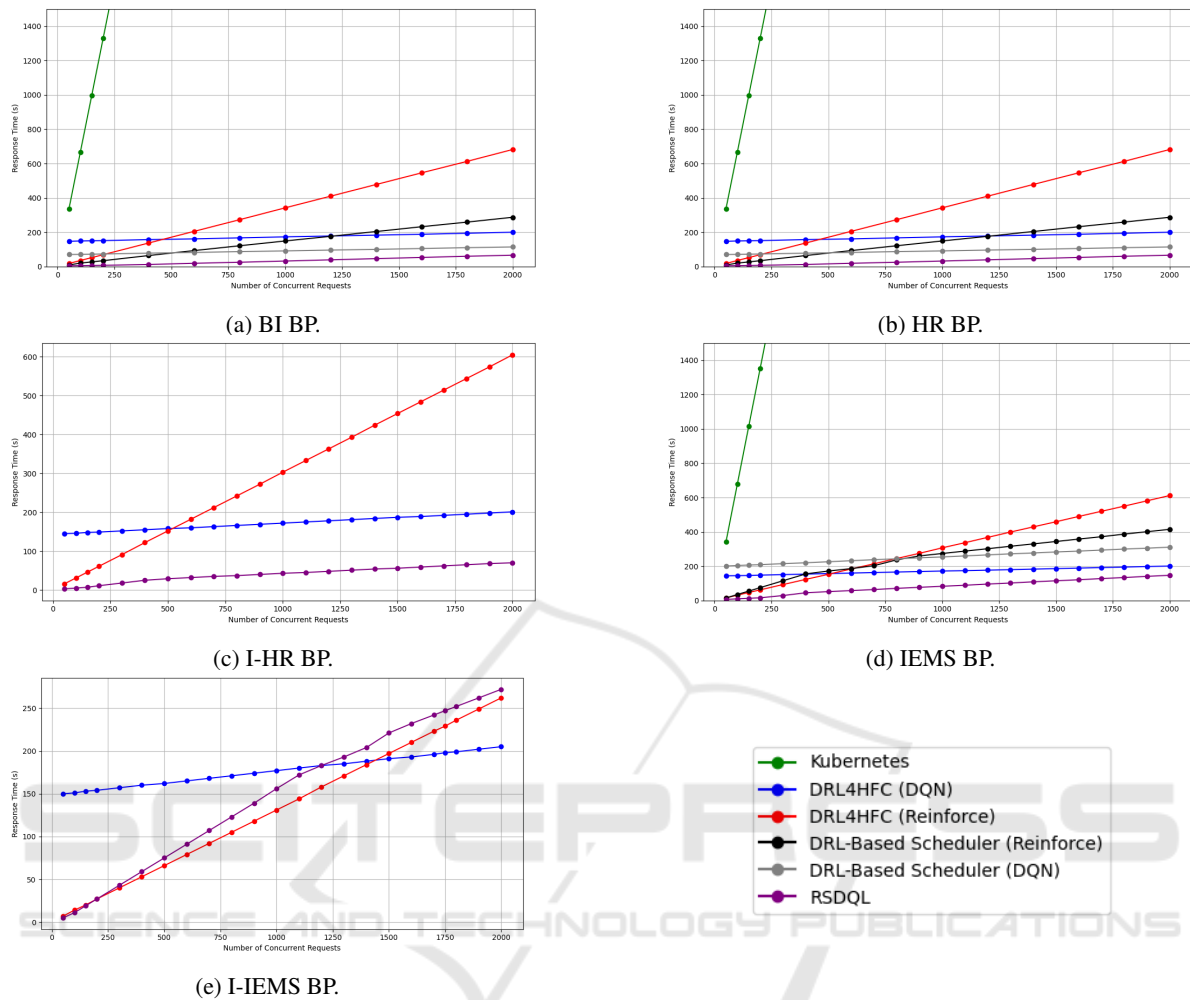 1400
1200
1000
800
600
400
200
0
Response Time (s)
0 250 500 750 1000 1250 1500 1750 2000
Number of Concurrent Requests
(a) BI BP.
1400
1200
1000
800
600
400
200
0
Response Time (s)
0 250 500 750 1000 1250 1500 1750 2000
Number of Concurrent Requests
(b) HR BP.
600
500
400
300
200
100
0
Response Time (s)
0 250 500 750 1000 1250 1500 1750 2000
Number of Concurrent Requests
(c) I-HR BP.
1400
1200
1000
800
600
400
200
0
Response Time (s)
0 250 500 750 1000 1250 1500 1750 2000
Number of Concurrent Requests
(d) IEMS BP.
250
200
150
100
50
0
Response Time (s)
0 250 500 750 1000 1250 1500 1750 2000
Number of Concurrent Requests
(e) I-IEMS BP.
Kubernetes
DRL4HFC (DQN)
DRL4HFC (Reinforce)
DRL-Based Scheduler (Reinforce)
DRL-Based Scheduler (DQN)
RSDQL
SCITEPRESS
SCIENCE AND TECHNOLOGY PUBLICATIONS